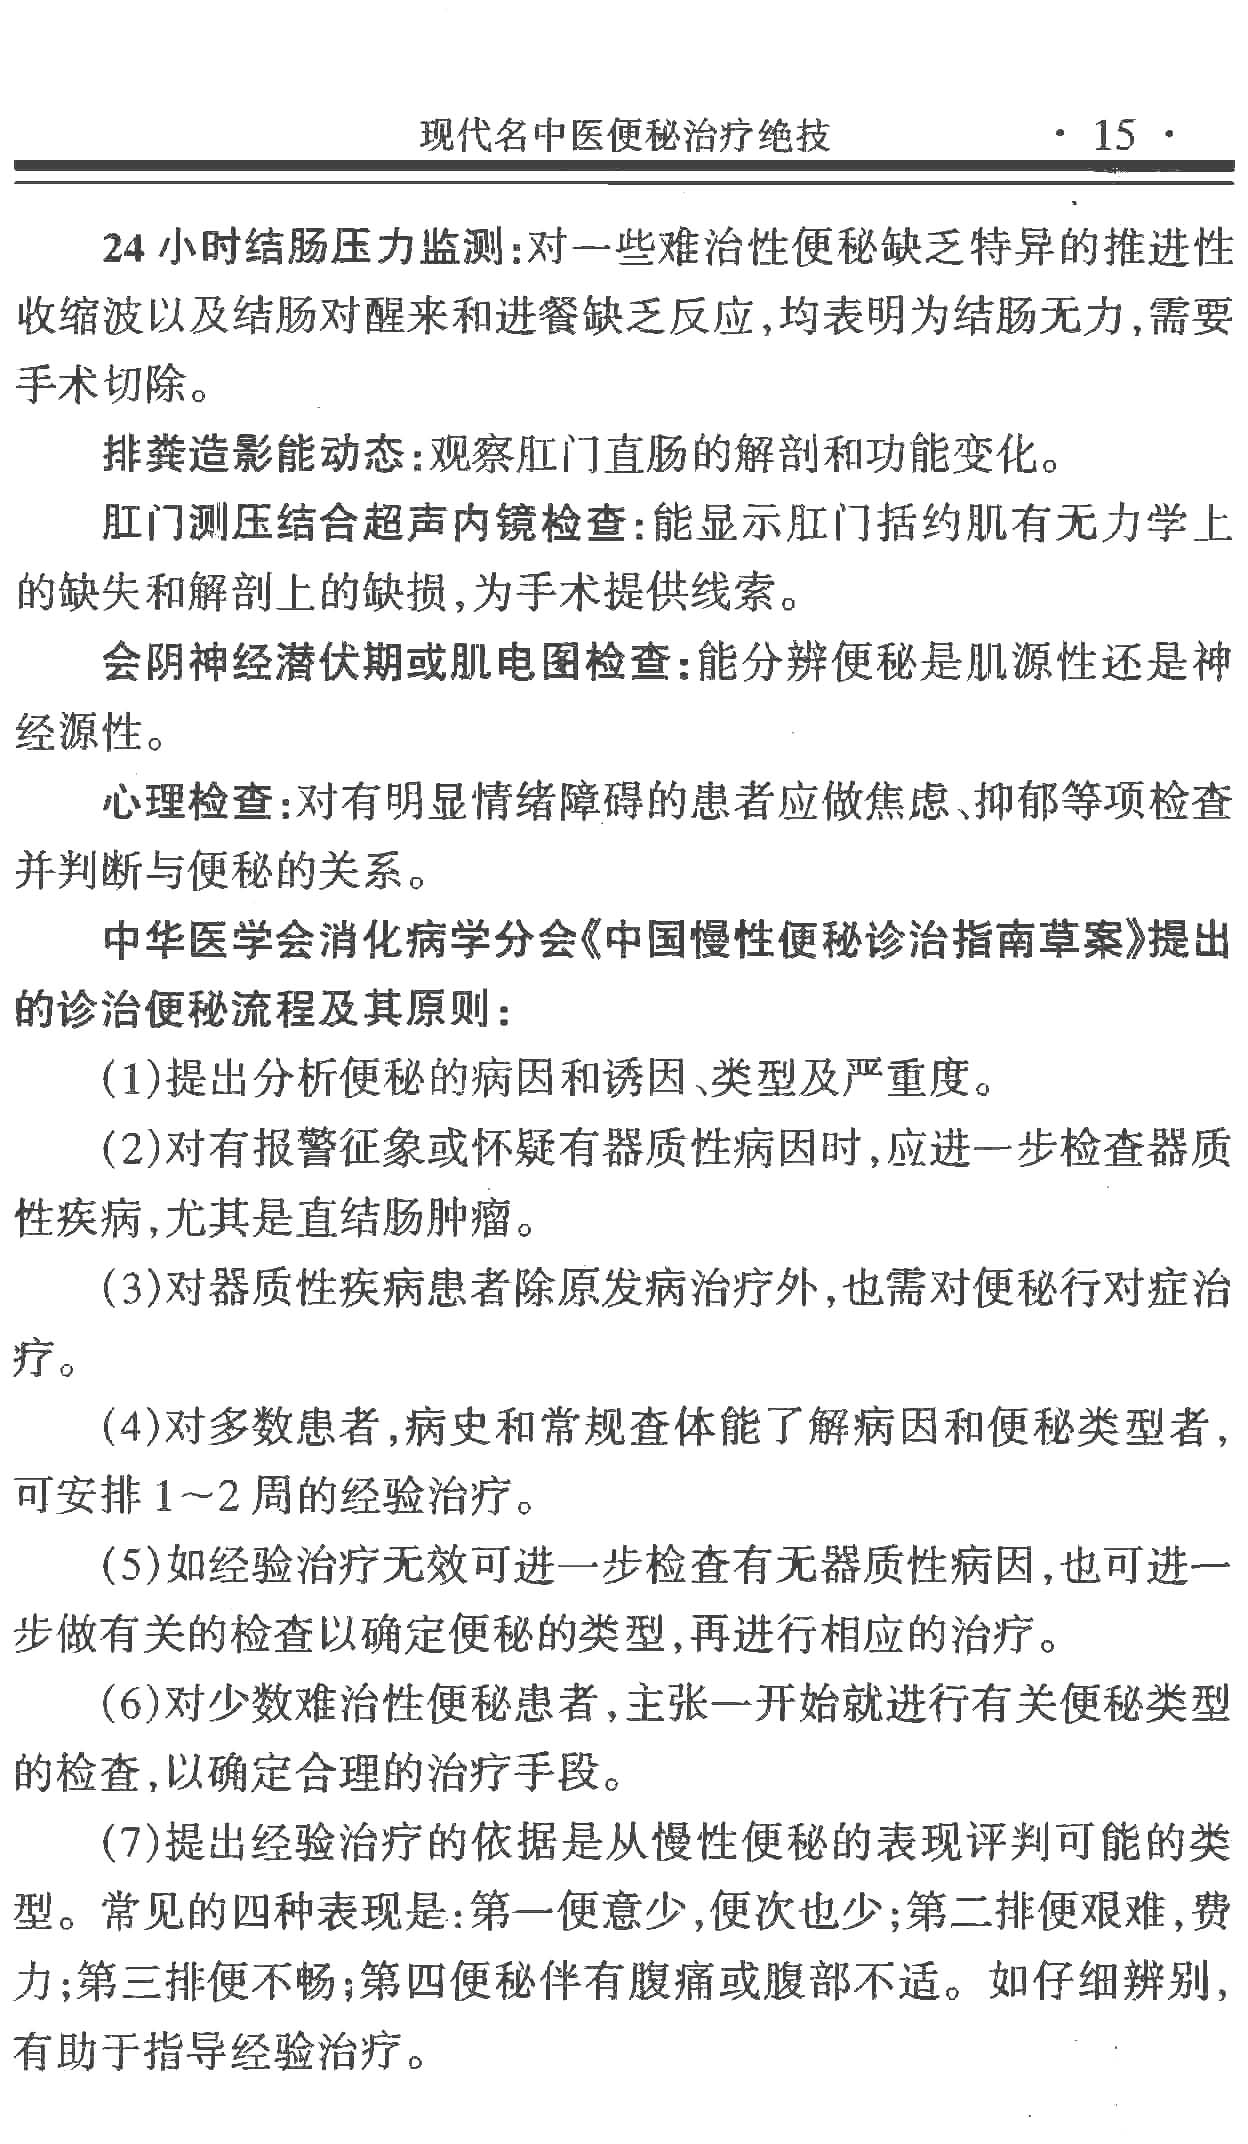 现代名中医便秘治疗绝技 · 15 ·
24 小时结肠压力监测:对一些难治性便秘缺乏特异的推进性
收缩波以及结肠对醒来和进餐缺乏反应,均表明为结肠无力,需要
手术切除。
排粪造影能动态:观察肛门直肠的解剖和功能变化。
肛门测压结合超声内镜检查:能显示肛门括约肌有无力学上
的缺失和解剖上的缺损,为手术提供线索。
会阴神经潜伏期或肌电图检查:能分辨便秘是肌源性还是神
经源性。
心理检查:对有明显情绪障碍的患者应做焦虑、抑郁等项检查
并判断与便秘的关系。
中华医学会消化病学分会《中国慢性便秘诊治指南草案》提出
的诊治便秘流程及其原则:
(1)提出分析便秘的病因和诱因、类型及严重度。
(2)对有报警征象或怀疑有器质性病因时,应进一步检查器质
性疾病,尤其是直结肠肿瘤。
(3)对器质性疾病患者除原发病治疗外,也需对便秘行对症治
疗。
(4)对多数患者,病史和常规查体能了解病因和便秘类型者,
可安排 1～2 周的经验治疗。
(5)如经验治疗无效可进一步检查有无器质性病因,也可进一
步做有关的检查以确定便秘的类型,再进行相应的治疗。
(6)对少数难治性便秘患者,主张一开始就进行有关便秘类型
的检查,以确定合理的治疗手段。
(7)提出经验治疗的依据是从慢性便秘的表现评判可能的类
型。常见的四种表现是:第一便意少,便次也少;第二排便艰难,费
力;第三排便不畅;第四便秘伴有腹痛或腹部不适。如仔细辨别,
有助于指导经验治疗。